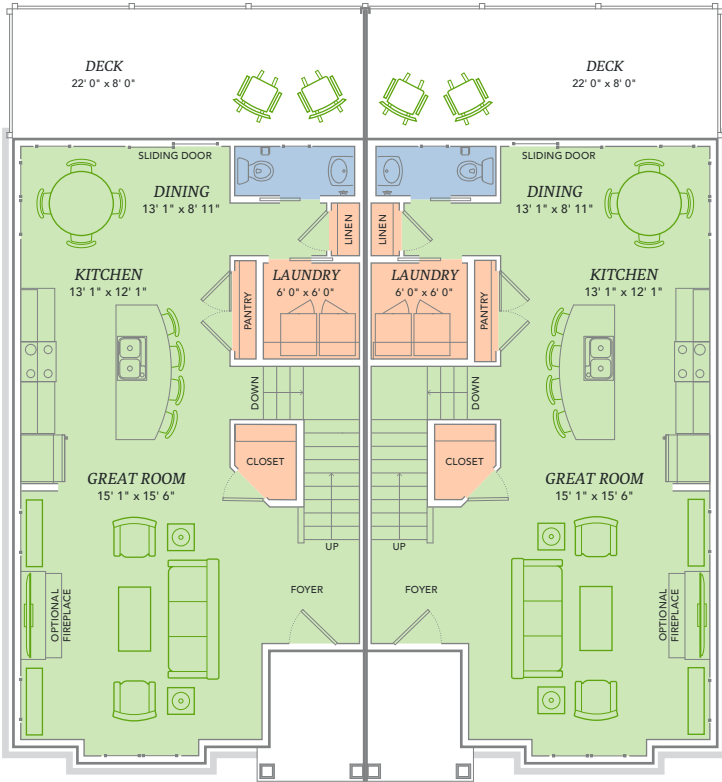 DECK
22' 0" x 8' 0"
SLIDING DOOR
DINING
13' 1" x 8' 11"
LINEN
KITCHEN
13' 1" x 12' 1"
LAUNDRY
6' 0" x 6' 0"
PANTRY
DOWN
CLOSET
GREAT ROOM
15' 1" x 15' 6"
UP
FOYER
OPTIONAL
FIREPLACE
DECK
22' 0" x 8' 0"
SLIDING DOOR
DINING
13' 1" x 8' 11"
LINEN
LAUNDRY
6' 0" x 6' 0"
KITCHEN
13' 1" x 12' 1"
PANTRY
DOWN
CLOSET
GREAT ROOM
15' 1" x 15' 6"
UP
FOYER
OPTIONAL
FIREPLACE